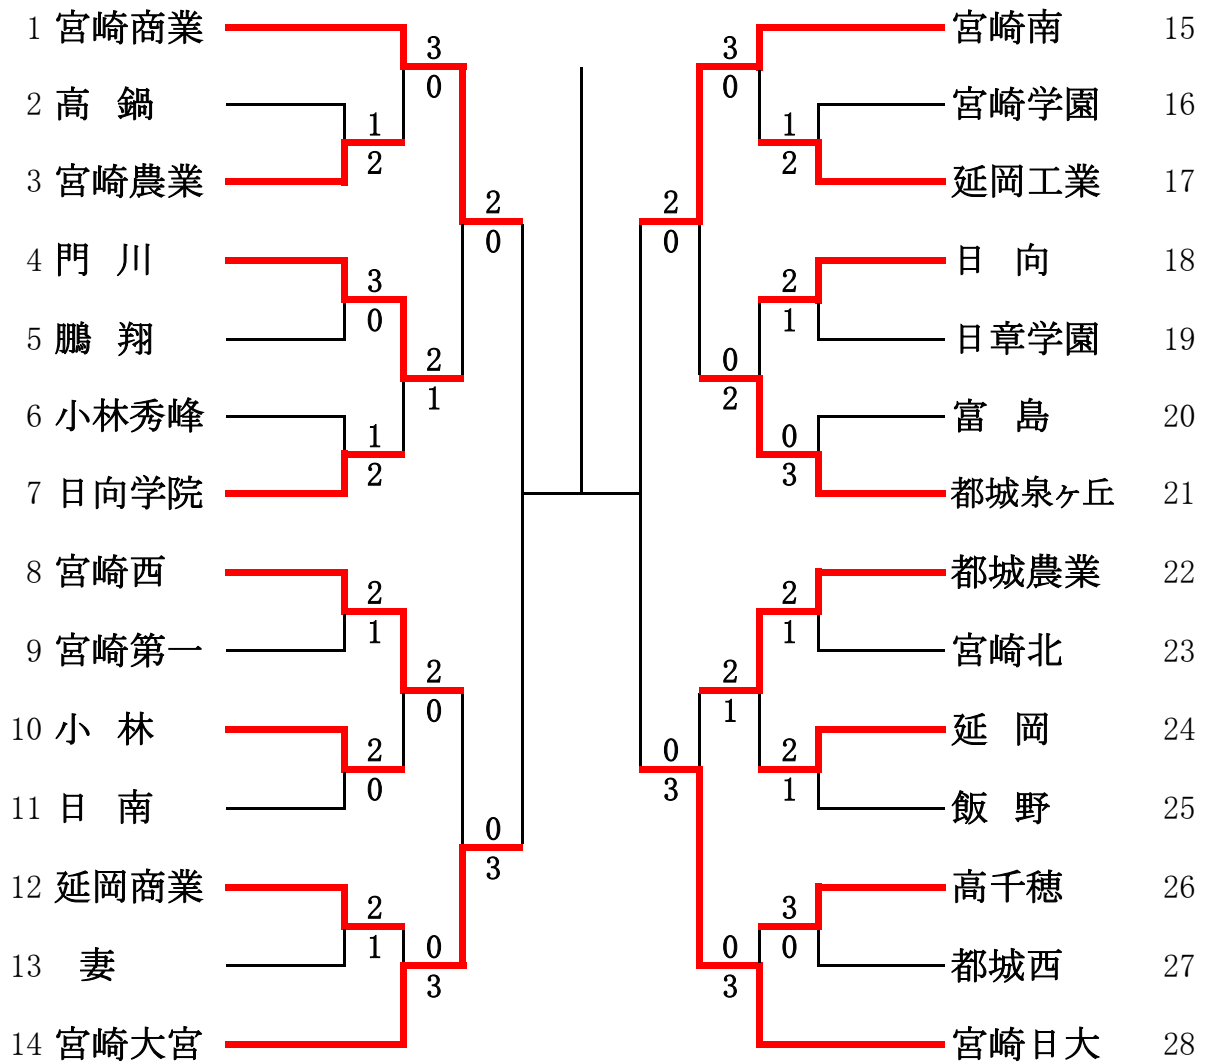 1 宮崎商業
2 高 鍋
3 宮崎農業
4 門 川
5 鵬 翔
6 小林秀峰
7 日向学院
8 宮崎西
9 宮崎第一
10 小 林
11 日 南
12 延岡商業
13 妻
14 宮崎大宮
3
0
1
2
3
0
1
2
2
1
2
0
2
1
2
0
2
1
2
0
0
3
0
3
3
0
1
2
2
1
0
3
0
2
2
0
2
1
2
1
2
1
0
3
3
0
0
3
宮崎南 15
宮崎学園 16
延岡工業 17
日 向 18
日章学園 19
富 島 20
都城泉ヶ丘 21
都城農業 22
宮崎北 23
延 岡 24
飯 野 25
高千穂 26
都城西 27
宮崎日大 28